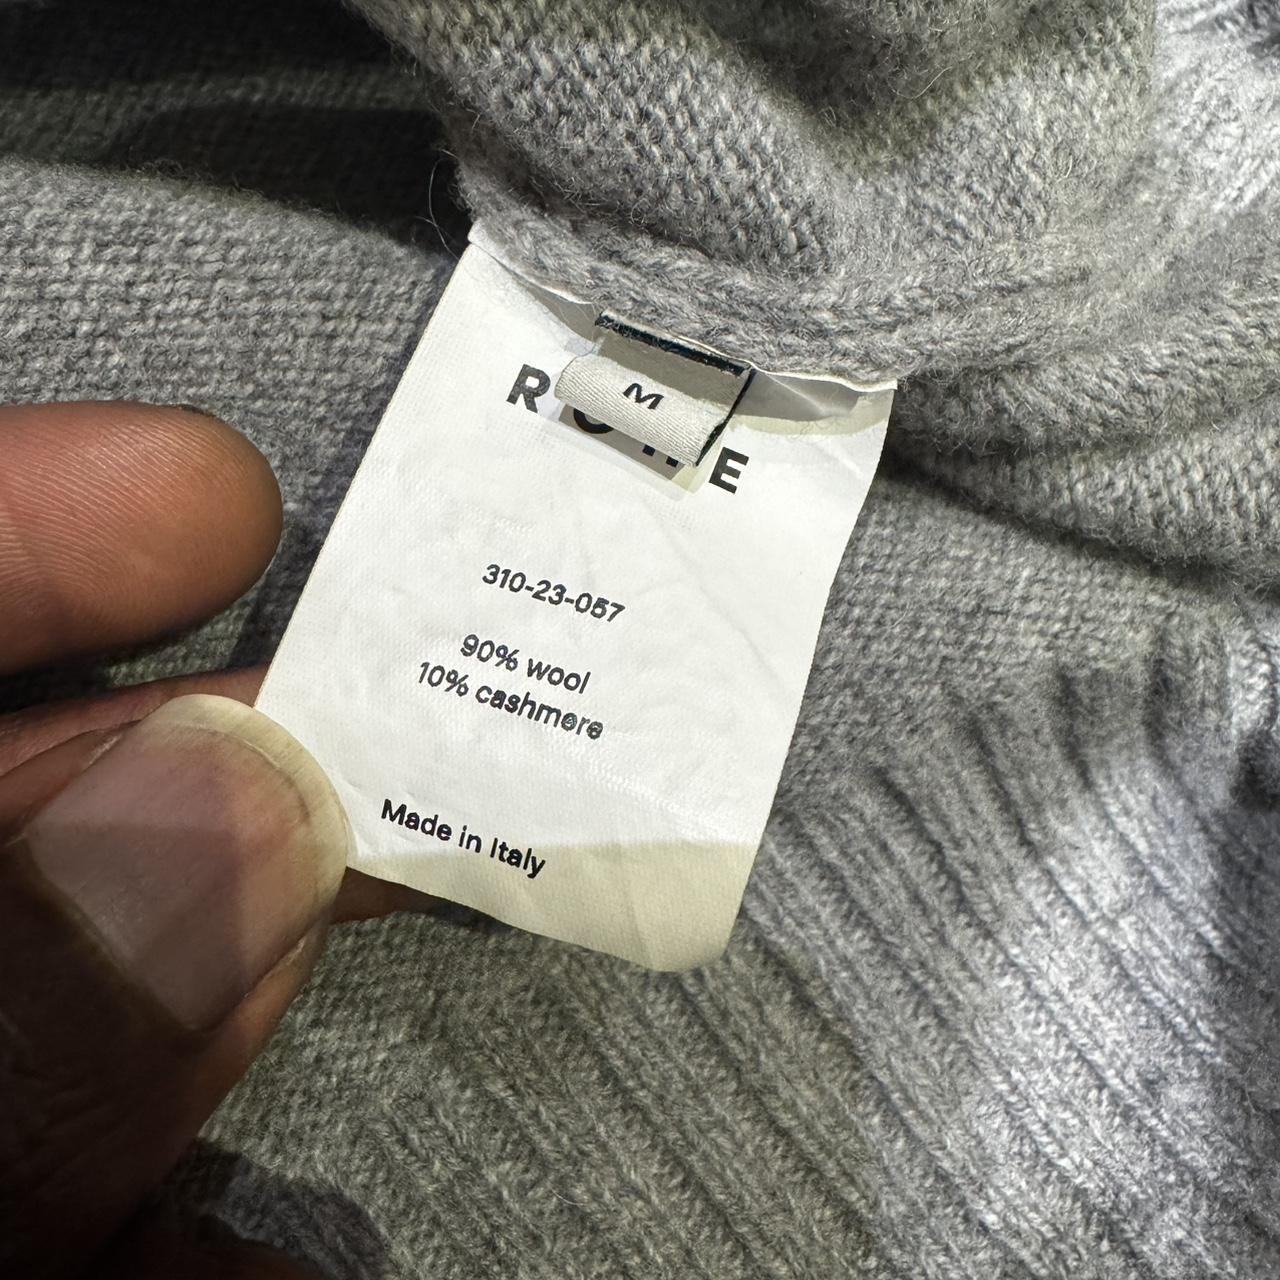 M
310-23-057
90% wool
10% cashmere
Made in Italy